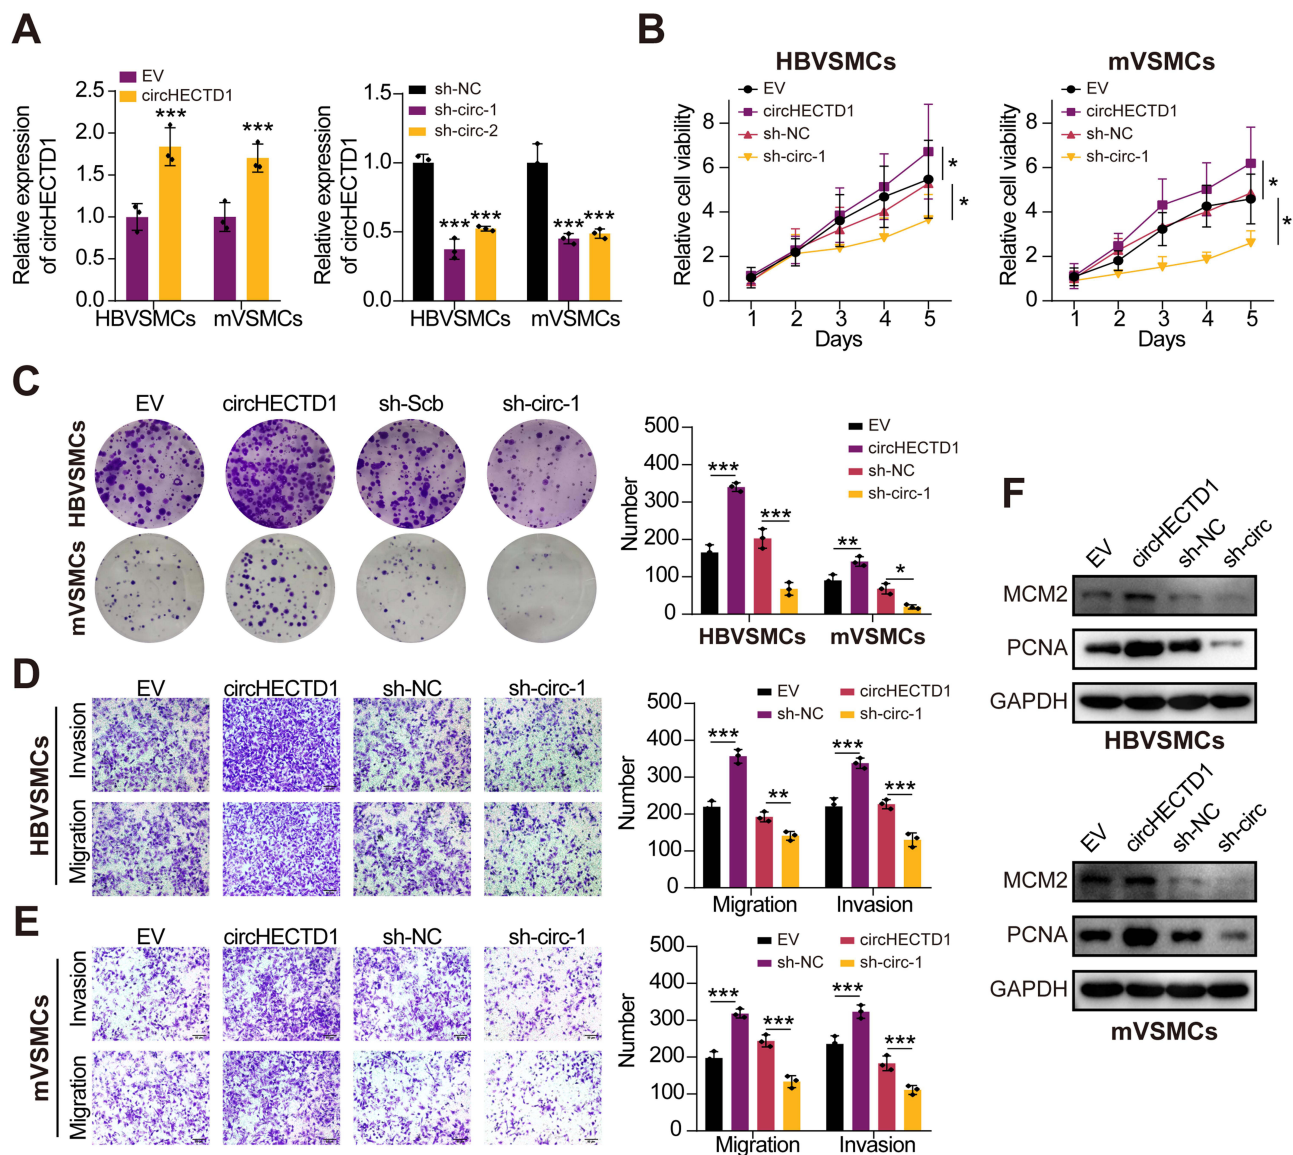 A
EV
circHECTD1
Relative expression
of circHECTD1
2.5
2.0
1.5
1.0
0.5
0.0
***
***
HBVSMCs
mVSMCs
sh-NC
sh-circ-1
sh-circ-2
Relative expression
of circHECTD1
1.5
1.0
0.5
0.0
*** ***
*** ***
HBVSMCs
mVSMCs
B
HBVSMCs
EV
circHECTD1
sh-NC
sh-circ-1
Relative cell viability
8
6
4
2
0
*
*
1 2 3 4 5
Days
mVSMCs
EV
circHECTD1
sh-NC
sh-circ-1
Relative cell viability
8
6
4
2
0
*
*
1 2 3 4 5
Days
C
EV circHECTD1 sh-Scb sh-circ-1
HBVSMCs
mVSMCs
EV
circHECTD1
sh-NC
sh-circ-1
Number
500
400
300
200
100
0
***
***
**
*
HBVSMCs mVSMCs
D
EV circHECTD1 sh-NC sh-circ-1
HBVSMCs
Invasion
Migration
EV circHECTD1
sh-NC sh-circ-1
Number
500
400
300
200
100
0
***
**
***
***
Migration Invasion
E
EV circHECTD1 sh-NC sh-circ-1
mVSMCs
Invasion
Migration
EV circHECTD1
sh-NC sh-circ-1
Number
500
400
300
200
100
0
***
***
***
***
Migration Invasion
F
EV circHECTD1 sh-NC sh-circ
MCM2
PCNA
GAPDH
HBVSMCs
EV circHECTD1 sh-NC sh-circ
MCM2
PCNA
GAPDH
mVSMCs